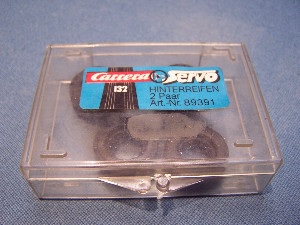 Carrera servo
132
HINTERREIFEN
2 Paar
Art.-Nr. 89391